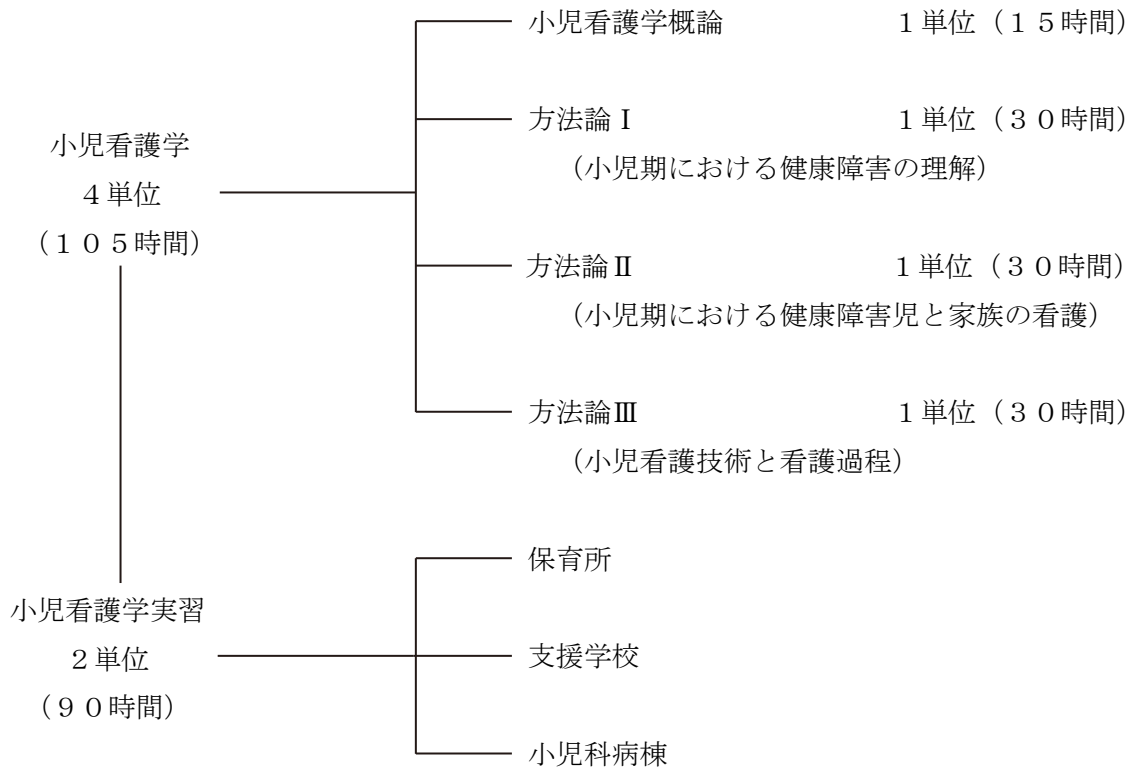 小児看護学概論 １単位（１５時間）
方法論Ⅰ １単位（３０時間）
（小児期における健康障害の理解）
小児看護学
４単位
（１０５時間）
方法論Ⅱ １単位（３０時間）
（小児期における健康障害児と家族の看護）
方法論Ⅲ １単位（３０時間）
（小児看護技術と看護過程）
小児看護学実習
２単位
（９０時間）
保育所
支援学校
小児科病棟